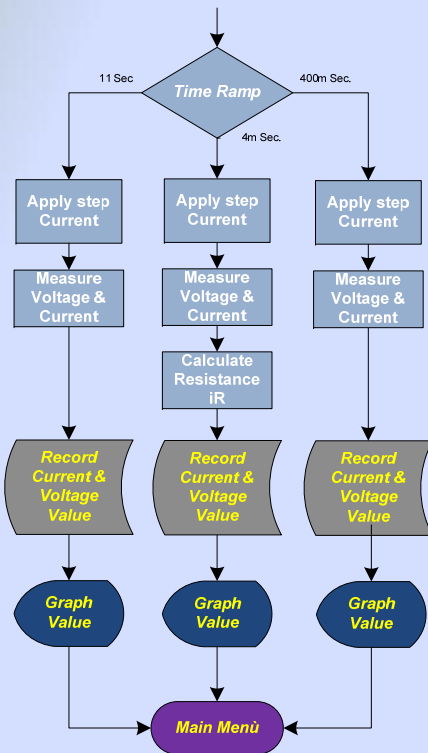 11 Sec
Time Ramp
400m Sec.
4m Sec.
Apply step
Current
Measure
Voltage &
Current
Record
Current &
Voltage
Value
Graph
Value
Apply step
Current
Measure
Voltage &
Current
Calculate
Resistance
iR
Record
Current &
Voltage
Value
Graph
Value
Apply step
Current
Measure
Voltage &
Current
Record
Current &
Voltage
Value
Graph
Value
Main Menù